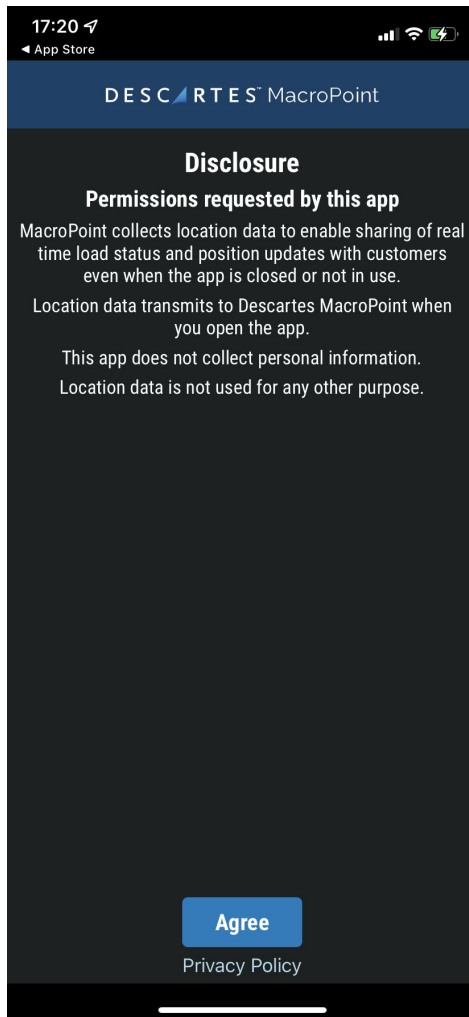 17:20
◀ App Store
DESCARTES™ MacroPoint
Disclosure
Permissions requested by this app
MacroPoint collects location data to enable sharing of real
time load status and position updates with customers
even when the app is closed or not in use.
Location data transmits to Descartes MacroPoint when
you open the app.
This app does not collect personal information.
Location data is not used for any other purpose.
Agree
Privacy Policy